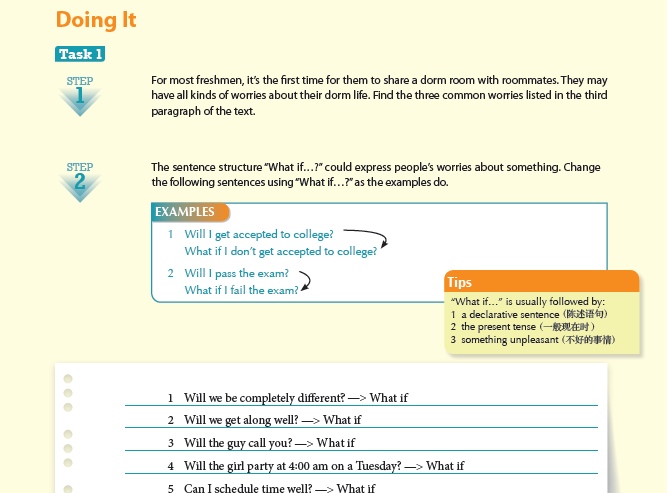 Doing It
Task 1
STEP
1
For most freshmen, it's the first time for them to share a dorm room with roommates. They may
have all kinds of worries about their dorm life. Find the three common worries listed in the third
paragraph of the text.
STEP
2
The sentence structure "What if…?" could express people's worries about something. Change
the following sentences using "What if…?" as the examples do.
EXAMPLES
1 Will I get accepted to college?
What if I don't get accepted to college?
2 Will I pass the exam?
What if I fail the exam?
Tips
"What if…" is usually followed by:
1 a declarative sentence (陈述语句)
2 the present tense (一般现在时)
3 something unpleasant (不好的事情)
1 Will we be completely different? —> What if
2 Will we get along well? —> What if
3 Will the guy call you? —> What if
4 Will the girl party at 4:00 am on a Tuesday? —> What if
5 Can I schedule time well? —> What if